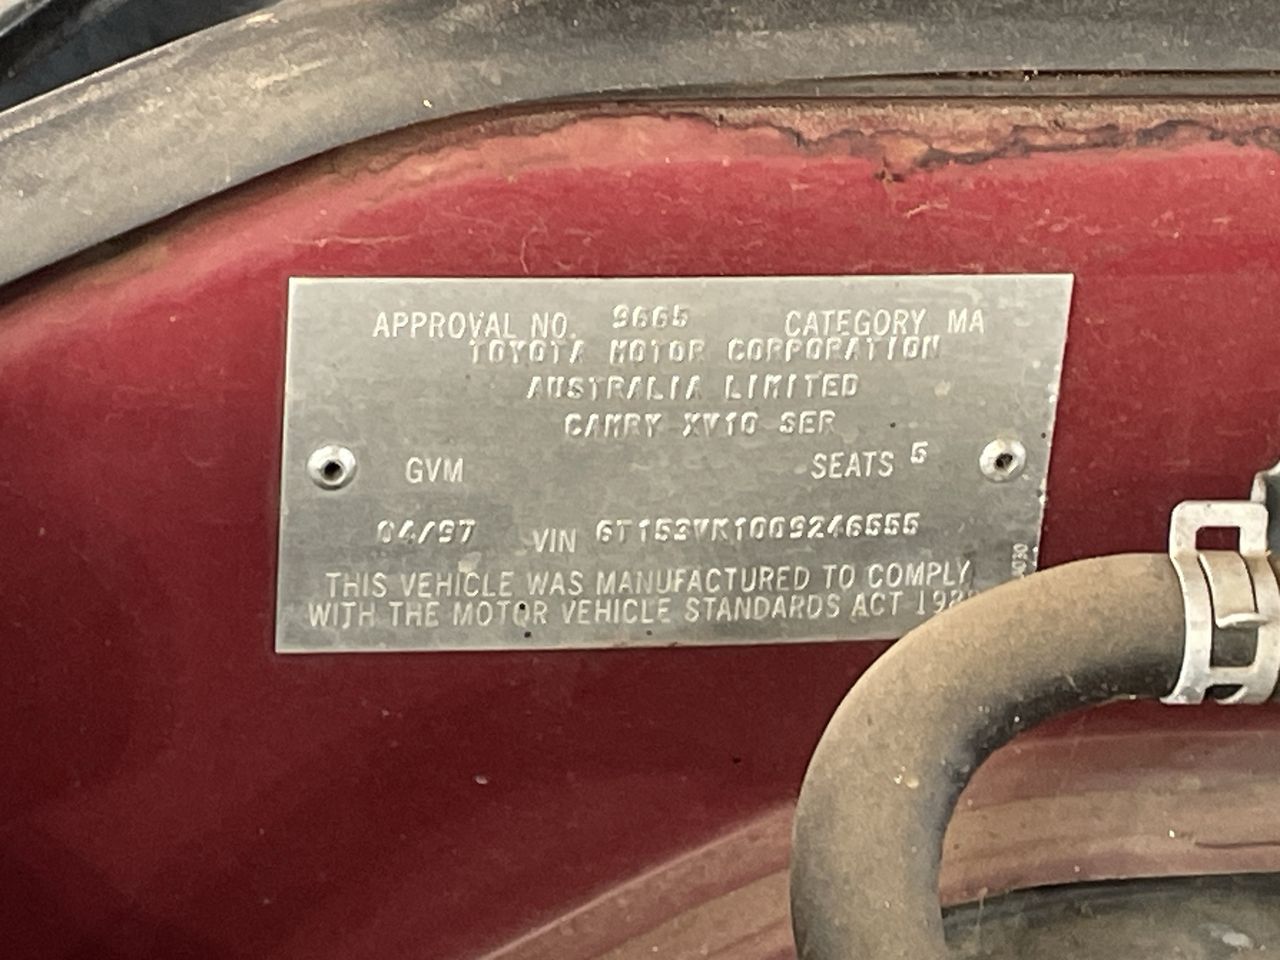 APPROVAL NO. 9665 CATEGORY MA
TOYOTA MOTOR CORPORATION
AUSTRALIA LIMITED
CAMRY XV10 SER
GVM SEATS 5
04/97 VIN 6T153VK1009246555
THIS VEHICLE WAS MANUFACTURED TO COMPLY
WITH THE MOTOR VEHICLE STANDARDS ACT